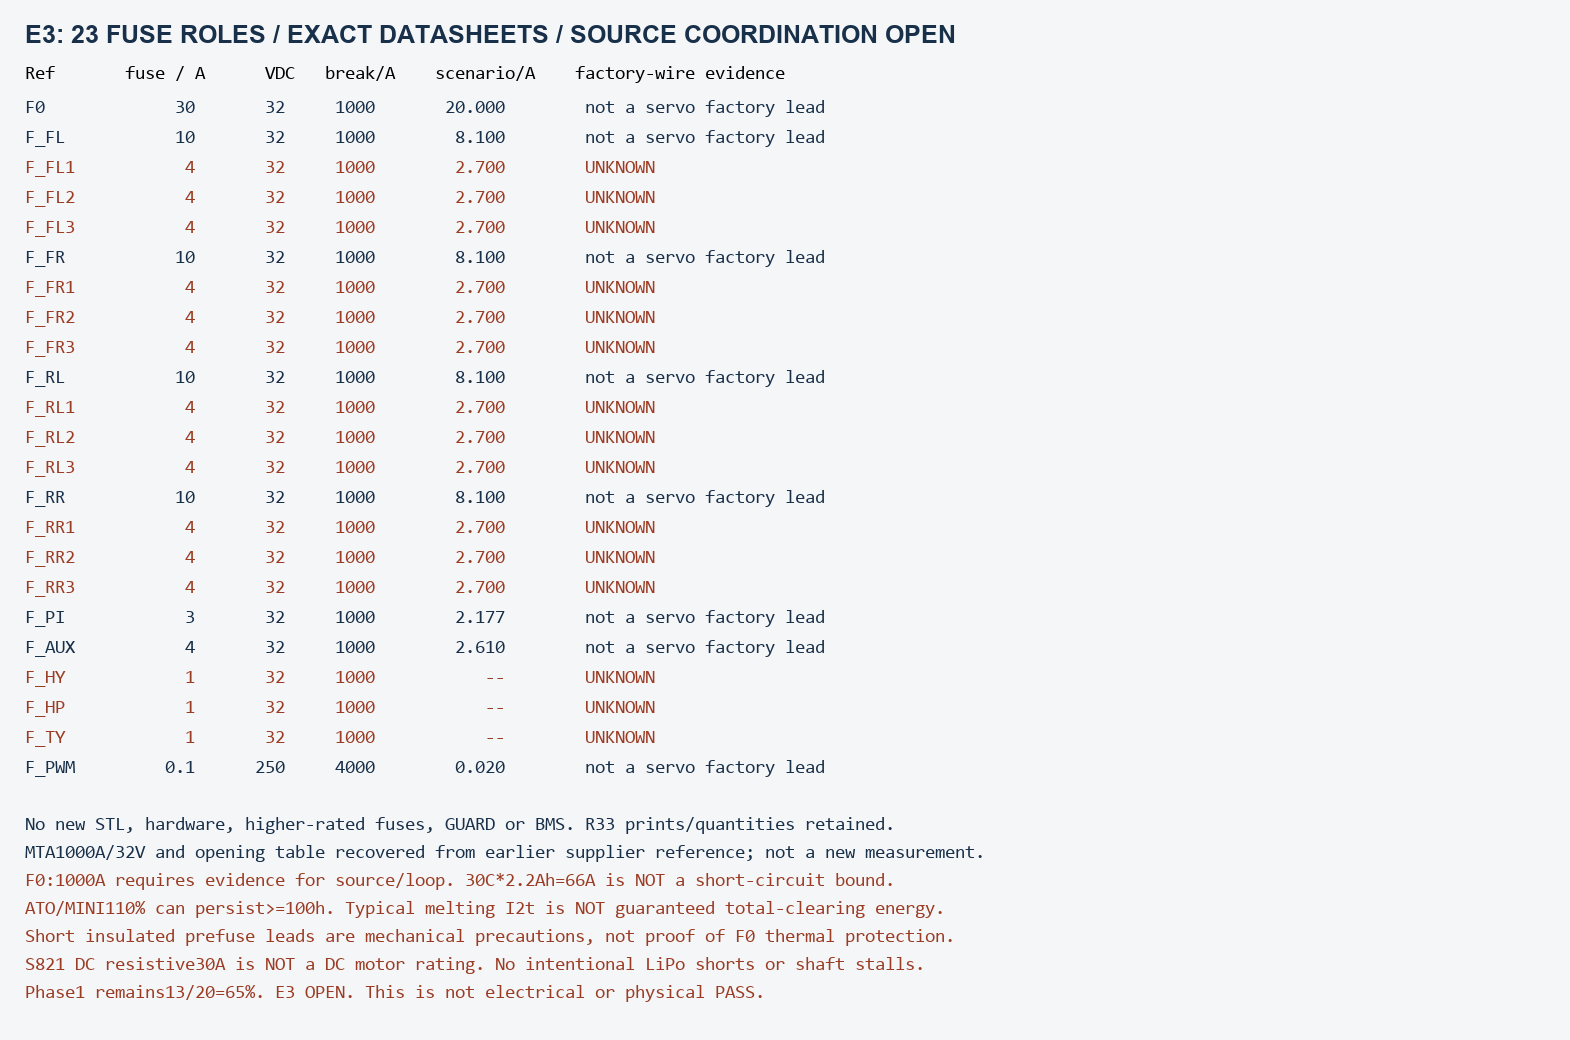 E3: 23 FUSE ROLES / EXACT DATASHEETS / SOURCE COORDINATION OPEN
Ref fuse / A VDC break/A scenario/A factory-wire evidence
F0 30 32 1000 20.000 not a servo factory lead
F_FL 10 32 1000 8.100 not a servo factory lead
F_FL1 4 32 1000 2.700 UNKNOWN
F_FL2 4 32 1000 2.700 UNKNOWN
F_FL3 4 32 1000 2.700 UNKNOWN
F_FR 10 32 1000 8.100 not a servo factory lead
F_FR1 4 32 1000 2.700 UNKNOWN
F_FR2 4 32 1000 2.700 UNKNOWN
F_FR3 4 32 1000 2.700 UNKNOWN
F_RL 10 32 1000 8.100 not a servo factory lead
F_RL1 4 32 1000 2.700 UNKNOWN
F_RL2 4 32 1000 2.700 UNKNOWN
F_RL3 4 32 1000 2.700 UNKNOWN
F_RR 10 32 1000 8.100 not a servo factory lead
F_RR1 4 32 1000 2.700 UNKNOWN
F_RR2 4 32 1000 2.700 UNKNOWN
F_RR3 4 32 1000 2.700 UNKNOWN
F_PI 3 32 1000 2.177 not a servo factory lead
F_AUX 4 32 1000 2.610 not a servo factory lead
F_HY 1 32 1000 -- UNKNOWN
F_HP 1 32 1000 -- UNKNOWN
F_TY 1 32 1000 -- UNKNOWN
F_PWM 0.1 250 4000 0.020 not a servo factory lead
No new STL, hardware, higher-rated fuses, GUARD or BMS. R33 prints/quantities retained.
MTA1000A/32V and opening table recovered from earlier supplier reference; not a new measurement.
F0:1000A requires evidence for source/loop. 30C*2.2Ah=66A is NOT a short-circuit bound.
ATO/MINI110% can persist>=100h. Typical melting I2t is NOT guaranteed total-clearing energy.
Short insulated prefuse leads are mechanical precautions, not proof of F0 thermal protection.
S821 DC resistive30A is NOT a DC motor rating. No intentional LiPo shorts or shaft stalls.
Phase1 remains13/20=65%. E3 OPEN. This is not electrical or physical PASS.